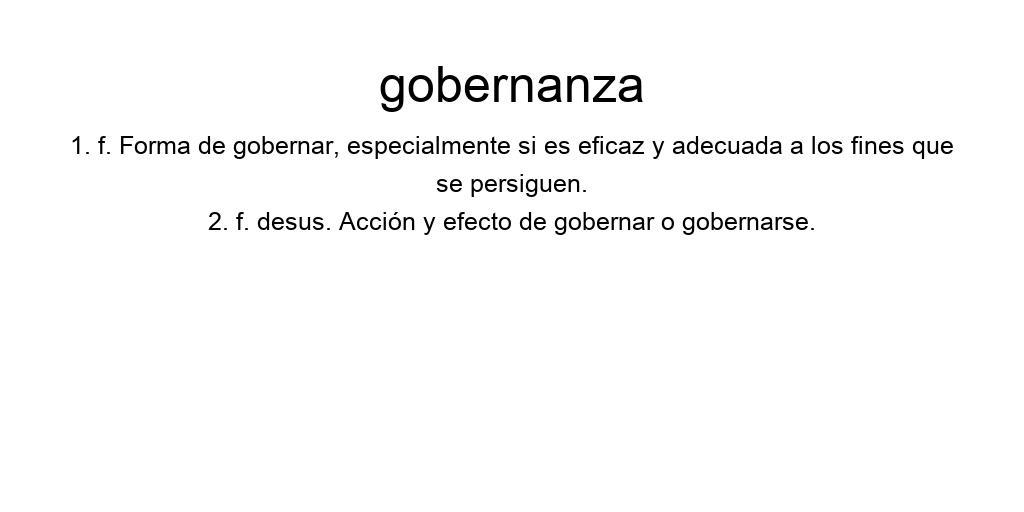 gobernanza
1. f. Forma de gobernar, especialmente si es eficaz y adecuada a los fines que
se persiguen.
2. f. desus. Acción y efecto de gobernar o gobernarse.